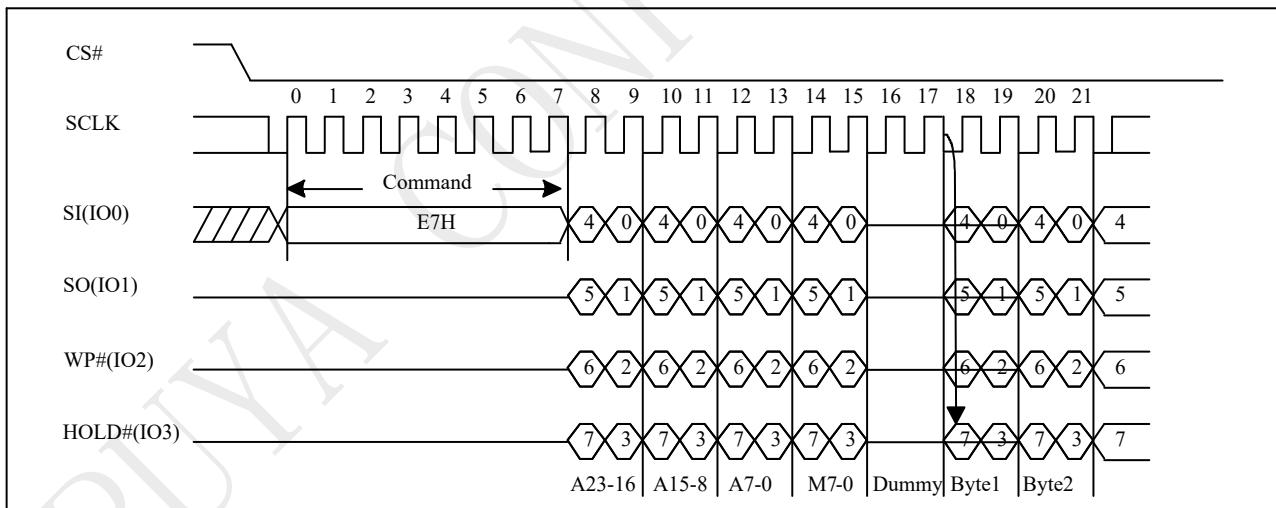 CS#
0 1 2 3 4 5 6 7 8 9 10 11 12 13 14 15 16 17 18 19 20 21
SCLK
Command
SI(IO0) E7H 4 0 4 0 4 0 4 0 4 0 4 0 4
SO(IO1) 5 1 5 1 5 1 5 1 5 1 5 1 5
WP#(IO2) 6 2 6 2 6 2 6 2 6 2 6 2 6
HOLD#(IO3) 7 3 7 3 7 3 7 3 7 3 7 3 7
A23-16 A15-8 A7-0 M7-0 Dummy Byte1 Byte2
PUYA CONF